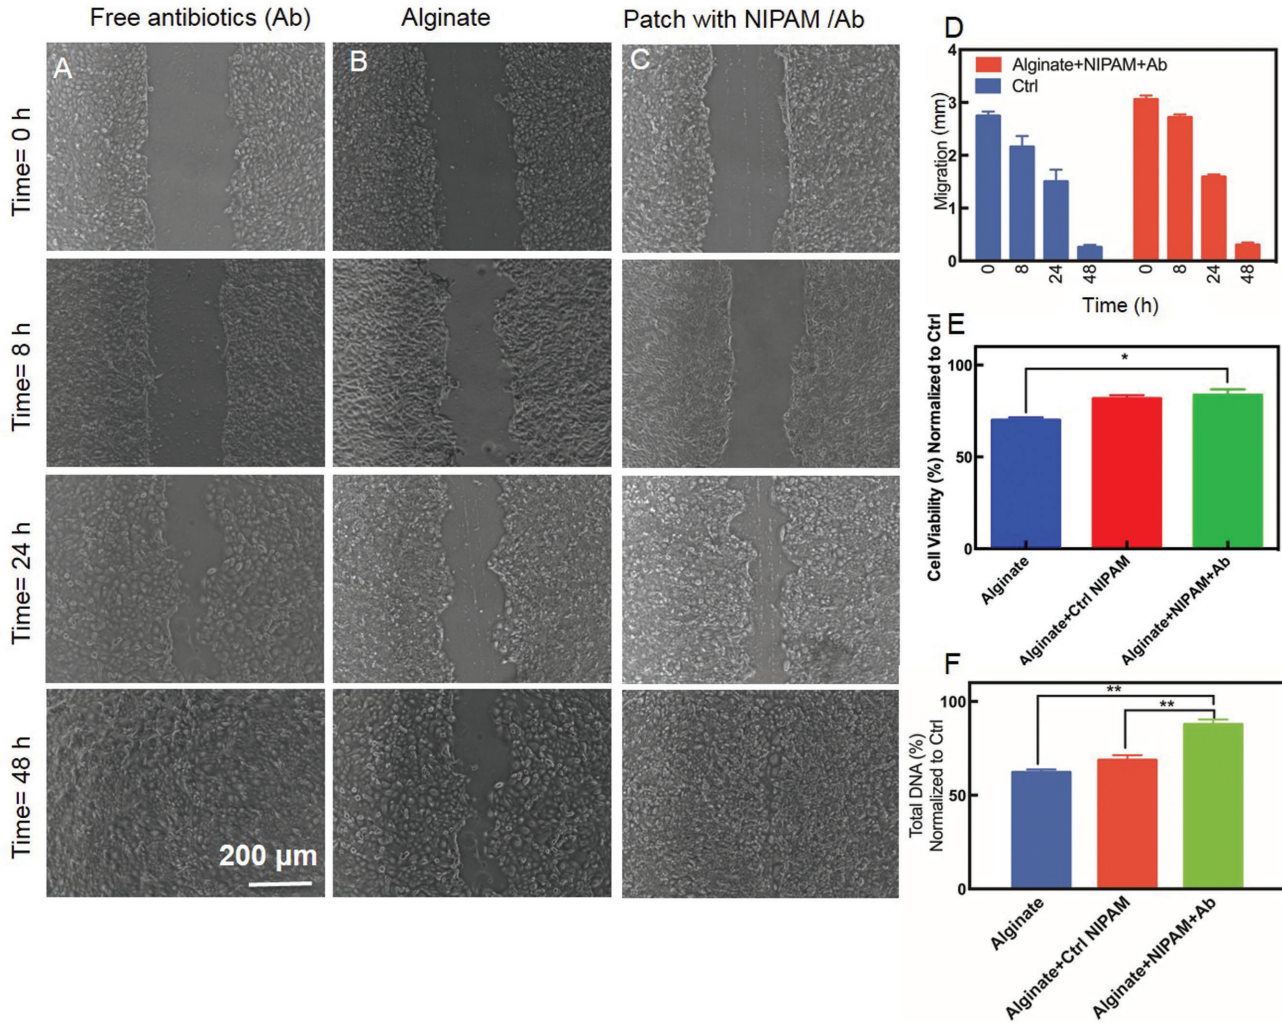 Free antibiotics (Ab)
Alginate
Patch with NIPAM /Ab
A
B
C
Time= 0 h
Time= 8 h
Time= 24 h
Time= 48 h
200 µm
D
Migration (mm)
4
3
2
1
0
Alginate+NIPAM+Ab
Ctrl
0
8
24
48
0
8
24
48
Time (h)
E
Cell Viability (%) Normalized to Ctrl
100
50
0
*
Alginate
Alginate+Ctrl NIPAM
Alginate+NIPAM+Ab
F
Total DNA (%)
Normalized to Ctrl
100
50
0
**
**
Alginate
Alginate+Ctrl NIPAM
Alginate+NIPAM+Ab